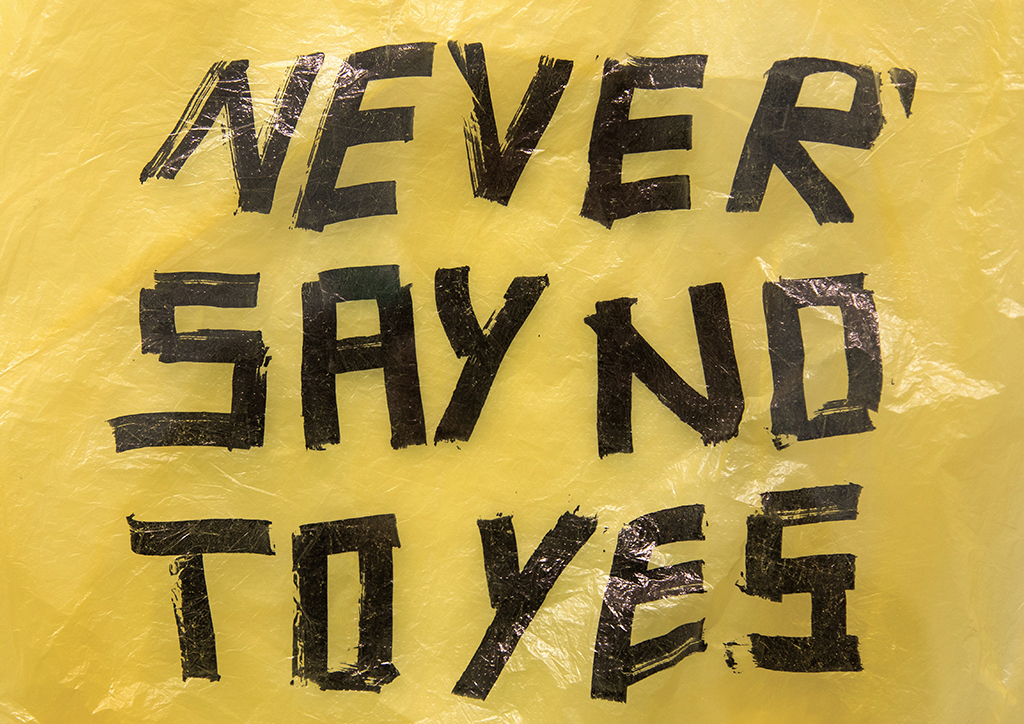 NEVER
SAY NO
TO YES